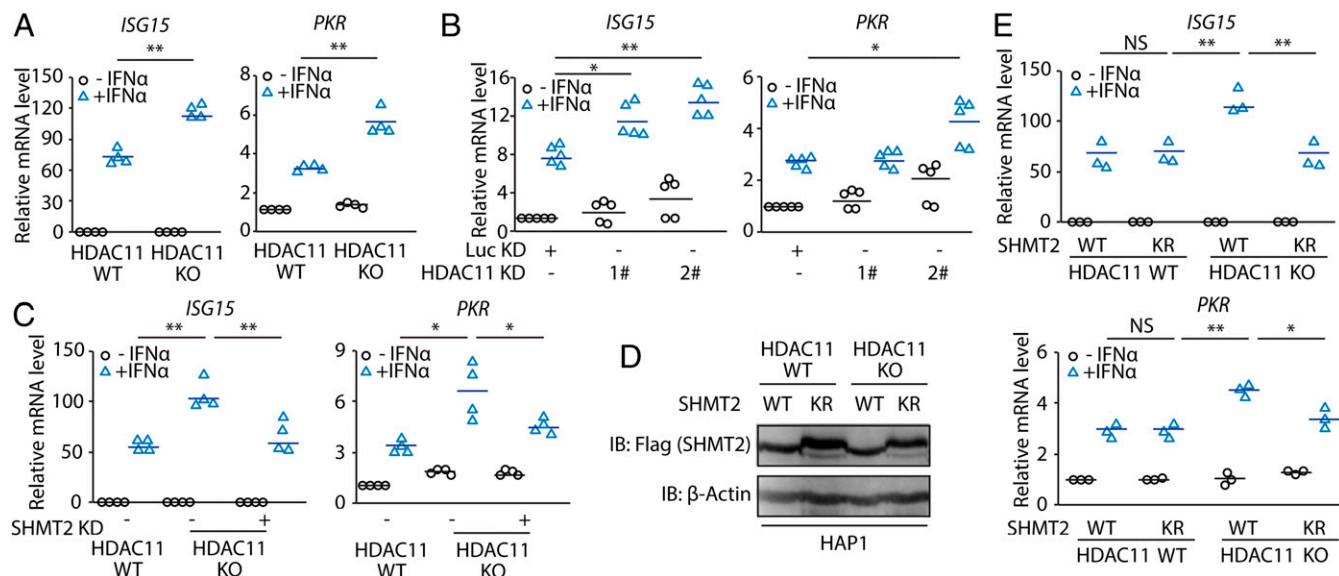 A
ISG15
**
Relative mRNA level
150
120
90
60
30
0
- IFNα
+IFNα
HDAC11 WT
HDAC11 KO
PKR
**
8
6
4
2
0
- IFNα
+IFNα
HDAC11 WT
HDAC11 KO
B
ISG15
**
*
Relative mRNA level
16
12
8
4
0
- IFNα
+IFNα
Luc KD + - -
HDAC11 KD - 1# 2#
PKR
*
Relative mRNA level
6
4
2
0
- IFNα
+IFNα
+ - -
- 1# 2#
C
ISG15
** **
Relative mRNA level
150
100
50
0
- IFNα
+IFNα
SHMT2 KD - - +
HDAC11 WT
HDAC11 KO
PKR
* *
9
6
3
0
- IFNα
+IFNα
- - +
HDAC11 WT
HDAC11 KO
D
HDAC11 WT
HDAC11 KO
SHMT2 WT KR WT KR
IB: Flag (SHMT2)
IB: β-Actin
HAP1
E
ISG15
NS ** **
Relative mRNA level
150
100
50
0
- IFNα
+IFNα
SHMT2 WT KR WT KR
HDAC11 WT HDAC11 KO
PKR
NS ** *
Relative mRNA level
6
4
2
0
- IFNα
+IFNα
SHMT2 WT KR WT KR
HDAC11 WT HDAC11 KO